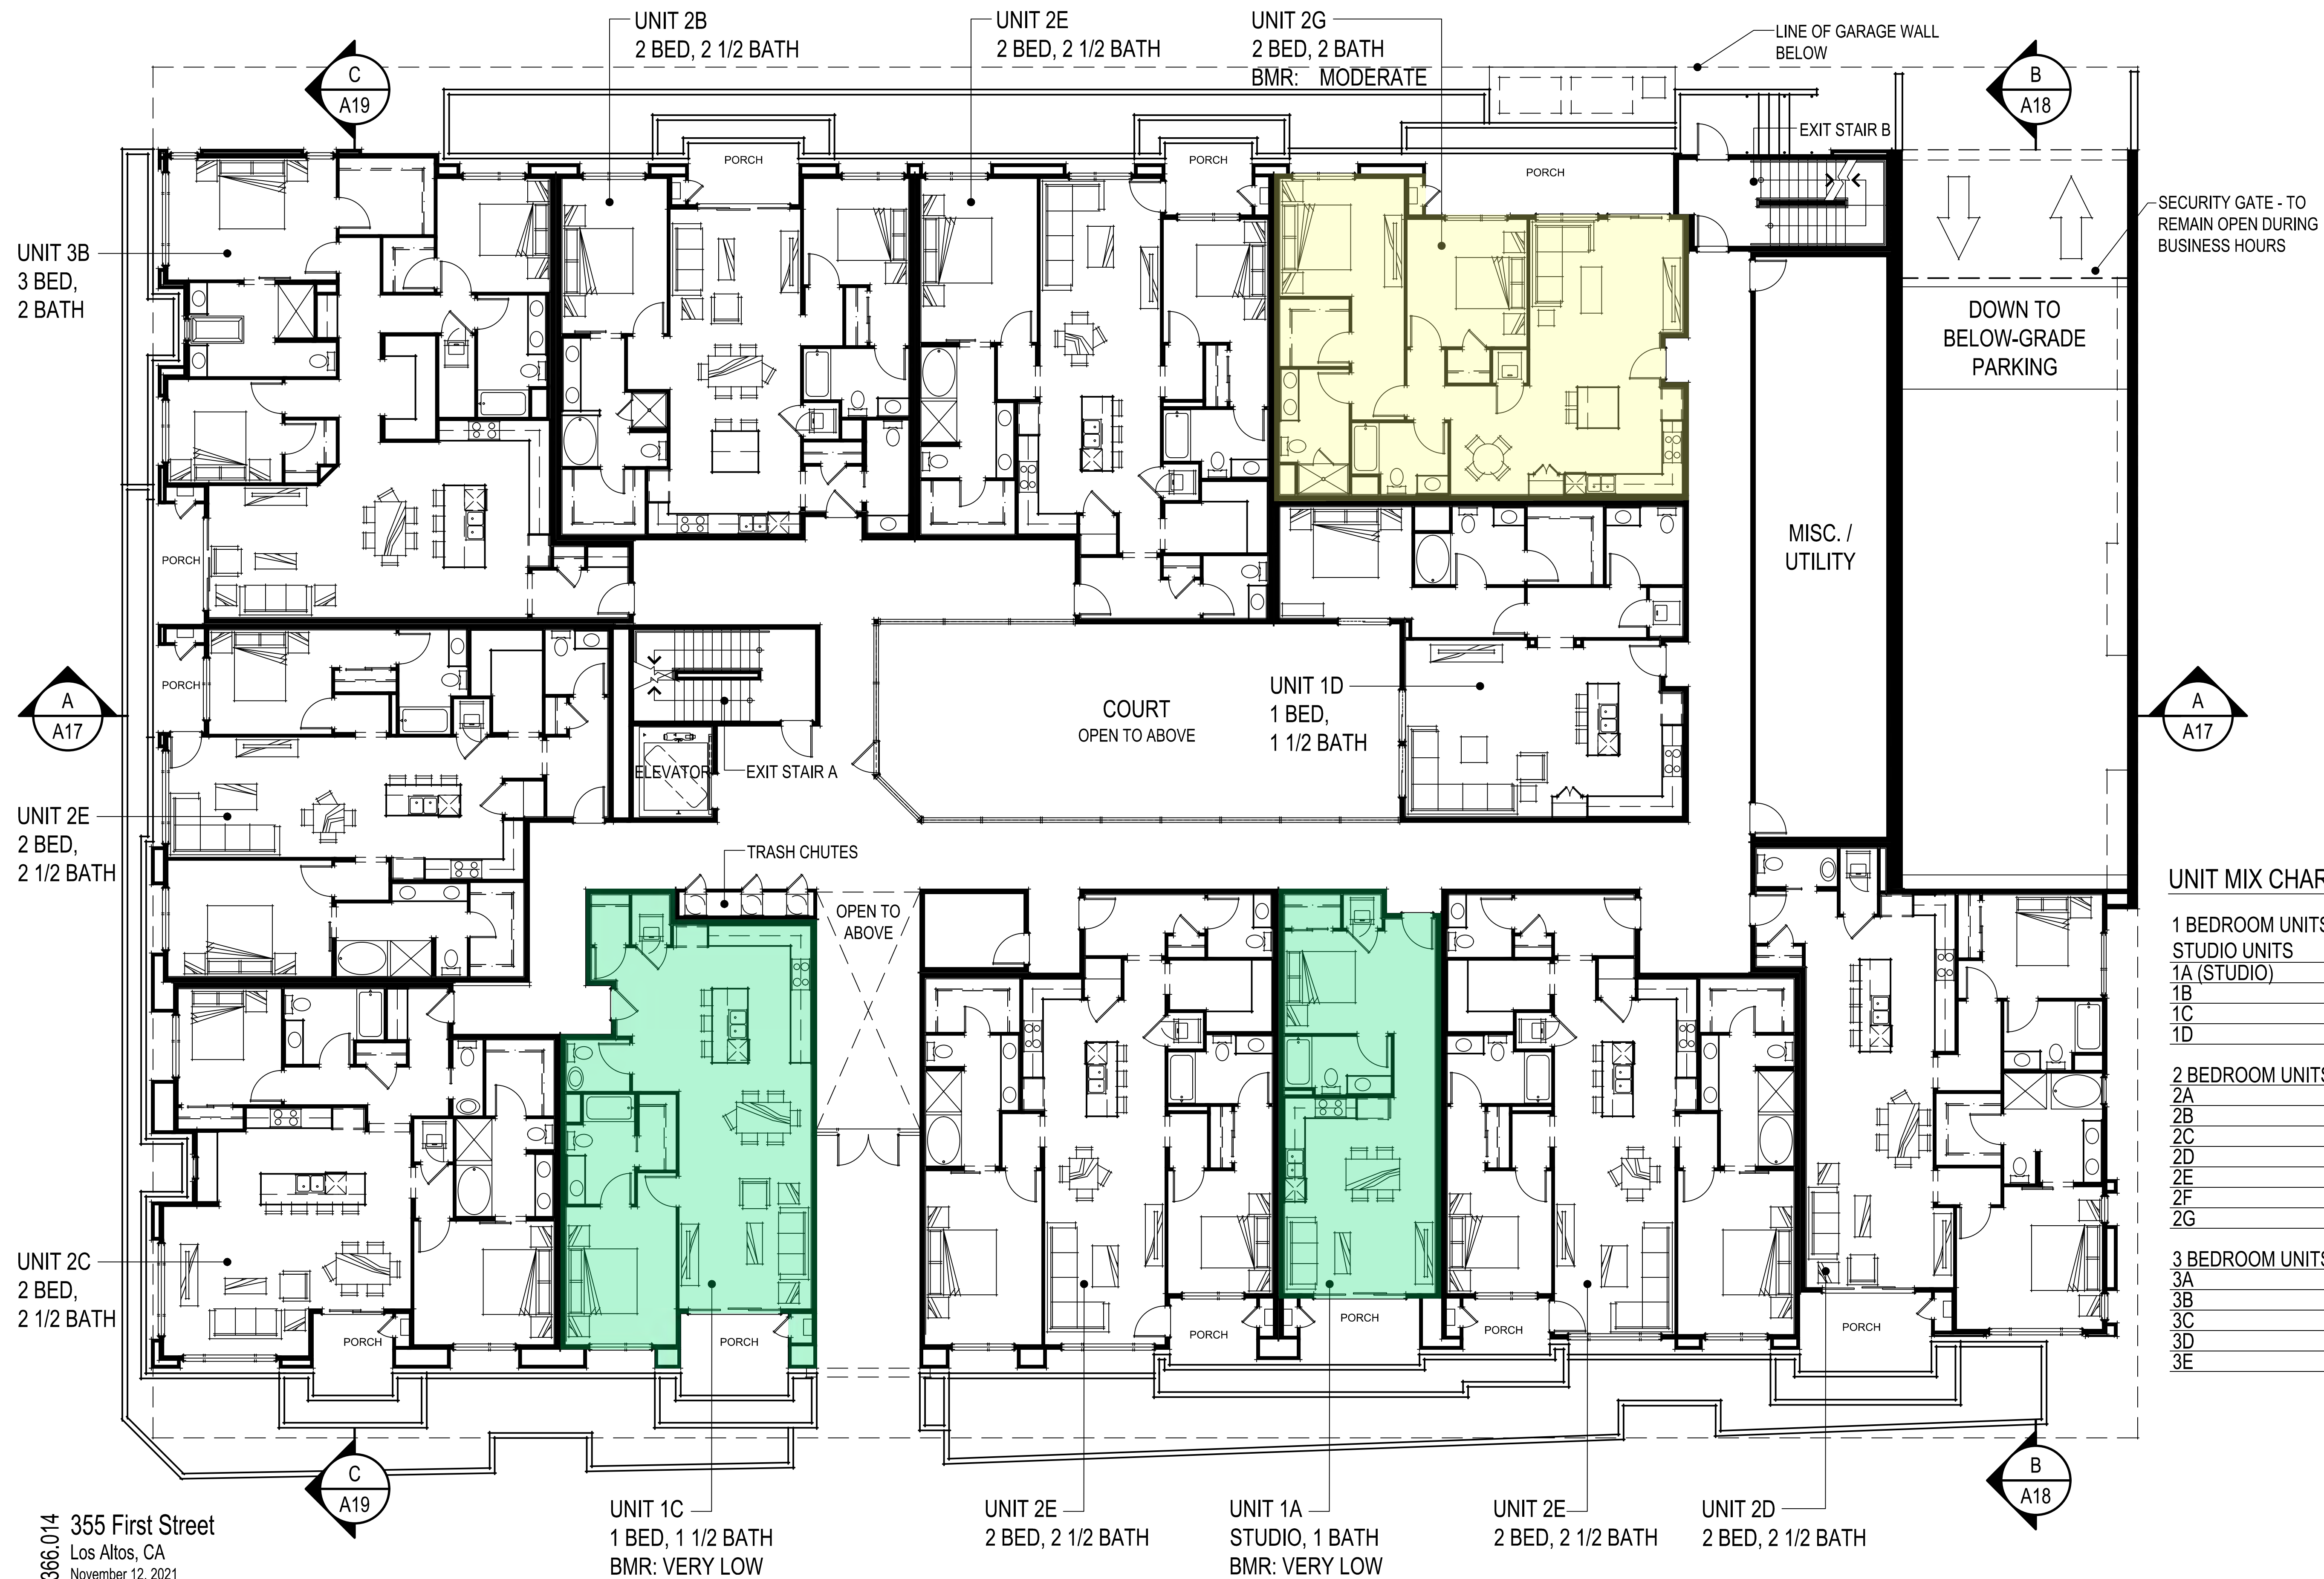 UNIT 2B
2 BED, 2 1/2 BATH
UNIT 2E
2 BED, 2 1/2 BATH
UNIT 2G
2 BED, 2 BATH
BMR: MODERATE
LINE OF GARAGE WALL
BELOW
C
A19
B
A18
EXIT STAIR B
PORCH
PORCH
PORCH
SECURITY GATE - TO
REMAIN OPEN DURING
BUSINESS HOURS
UNIT 3B
3 BED,
2 BATH
DOWN TO
BELOW-GRADE
PARKING
MISC. /
UTILITY
PORCH
PORCH
A
A17
COURT
OPEN TO ABOVE
UNIT 1D
1 BED,
1 1/2 BATH
A
A17
ELEVATOR
EXIT STAIR A
UNIT 2E
2 BED,
2 1/2 BATH
TRASH CHUTES
OPEN TO
ABOVE
UNIT MIX CHAR
1 BEDROOM UNITS
STUDIO UNITS
1A (STUDIO)
1B
1C
1D
2 BEDROOM UNITS
2A
2B
2C
2D
2E
2F
2G
3 BEDROOM UNITS
3A
3B
3C
3D
3E
UNIT 2C
2 BED,
2 1/2 BATH
PORCH
PORCH
PORCH
PORCH
PORCH
PORCH
C
A19
B
A18
UNIT 1C
1 BED, 1 1/2 BATH
BMR: VERY LOW
UNIT 2E
2 BED, 2 1/2 BATH
UNIT 1A
STUDIO, 1 BATH
BMR: VERY LOW
UNIT 2E
2 BED, 2 1/2 BATH
UNIT 2D
2 BED, 2 1/2 BATH
366.014
355 First Street
Los Altos, CA
November 12, 2021